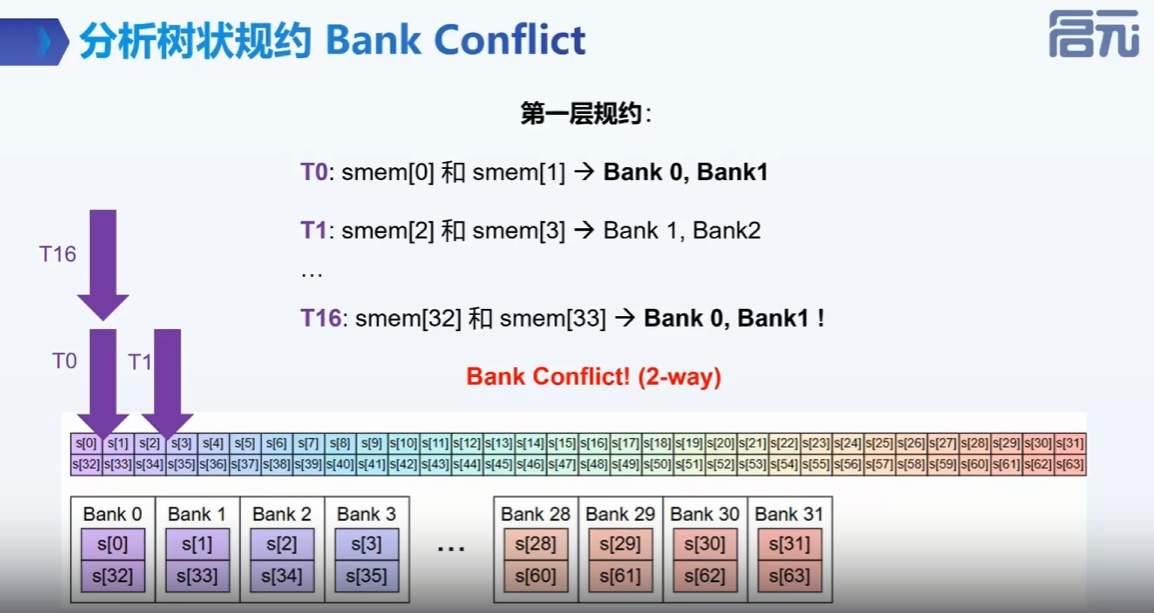 分析树状规约 Bank Conflict
启元
第一层规约：
T0: smem[0] 和 smem[1] → Bank 0, Bank1
T1: smem[2] 和 smem[3] → Bank 1, Bank2
…
T16: smem[32] 和 smem[33] → Bank 0, Bank1 !
Bank Conflict! (2-way)
T16
T0
T1
s[0] s[1] s[2] s[3] s[4] s[5] s[6] s[7] s[8] s[9] s[10] s[11] s[12] s[13] s[14] s[15] s[16] s[17] s[18] s[19] s[20] s[21] s[22] s[23] s[24] s[25] s[26] s[27] s[28] s[29] s[30] s[31]
s[32] s[33] s[34] s[35] s[36] s[37] s[38] s[39] s[40] s[41] s[42] s[43] s[44] s[45] s[46] s[47] s[48] s[49] s[50] s[51] s[52] s[53] s[54] s[55] s[56] s[57] s[58] s[59] s[60] s[61] s[62] s[63]
Bank 0 Bank 1 Bank 2 Bank 3 Bank 28 Bank 29 Bank 30 Bank 31
s[0] s[1] s[2] s[3] … s[28] s[29] s[30] s[31]
s[32] s[33] s[34] s[35] s[60] s[61] s[62] s[63]